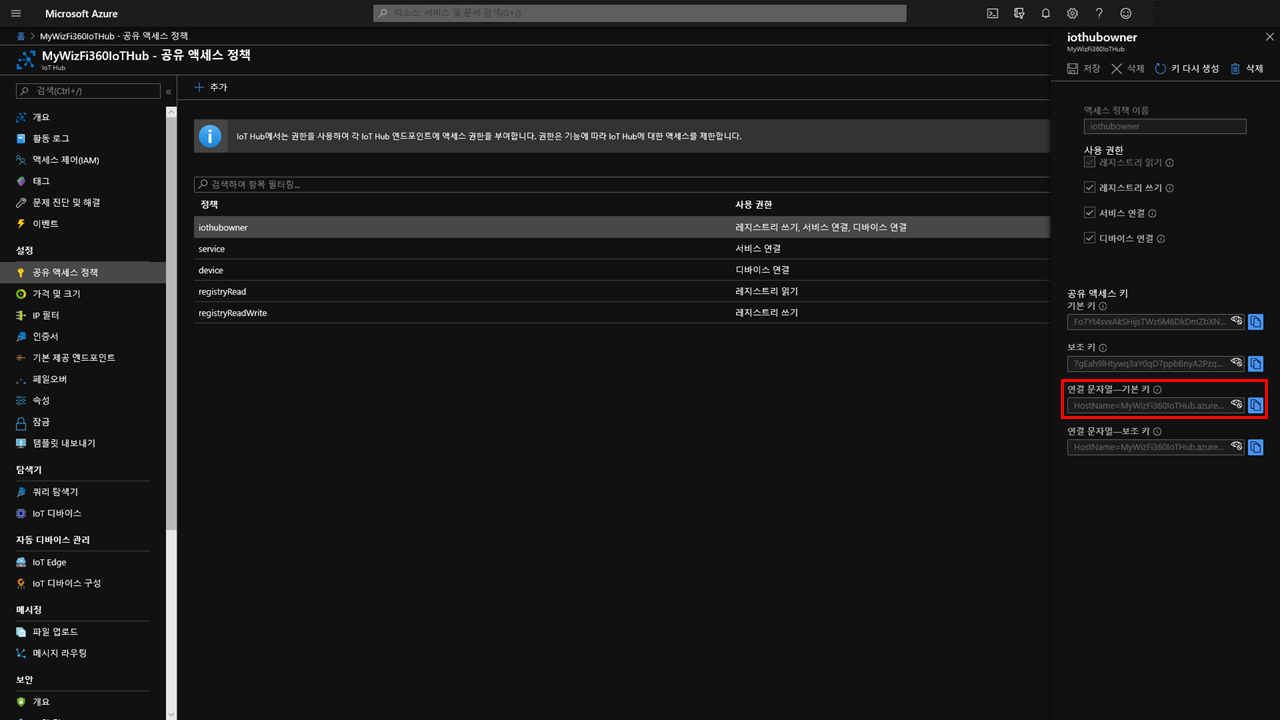 Microsoft Azure
리소스, 서비스 및 문서 검색(G+/)
홈 > MyWizFi360IoTHub - 공유 액세스 정책
MyWizFi360IoTHub - 공유 액세스 정책
IoT Hub
검색(Ctrl+/)
개요
활동 로그
액세스 제어(IAM)
태그
문제 진단 및 해결
이벤트
설정
공유 액세스 정책
가격 및 크기
IP 필터
인증서
기본 제공 엔드포인트
페일오버
속성
잠금
템플릿 내보내기
탐색기
쿼리 탐색기
IoT 디바이스
자동 디바이스 관리
IoT Edge
IoT 디바이스 구성
메시징
파일 업로드
메시지 라우팅
보안
개요
추가
IoT Hub에서는 권한을 사용하여 각 IoT Hub 엔드포인트에 액세스 권한을 부여합니다. 권한은 기능에 따라 IoT Hub에 대한 액세스를 제한합니다.
검색하여 항목 필터링...
정책 사용 권한
iothubowner 레지스트리 쓰기, 서비스 연결, 디바이스 연결
service 서비스 연결
device 디바이스 연결
registryRead 레지스트리 읽기
registryReadWrite 레지스트리 쓰기
iothubowner
MyWizFi360IoTHub
저장 삭제 키 다시 생성 삭제
액세스 정책 이름
iothubowner
사용 권한
레지스트리 읽기
레지스트리 쓰기
서비스 연결
디바이스 연결
공유 액세스 키
기본 키
Fo7Yt4svxAkSHijsTWz6M6DkDmZbXN...
보조 키
7gEah9lHtywq3aY0qD7ppbBnyA2Pzq...
연결 문자열—기본 키
HostName=MyWizFi360IoTHub.azure...
연결 문자열—보조 키
HostName=MyWizFi360IoTHub.azure...